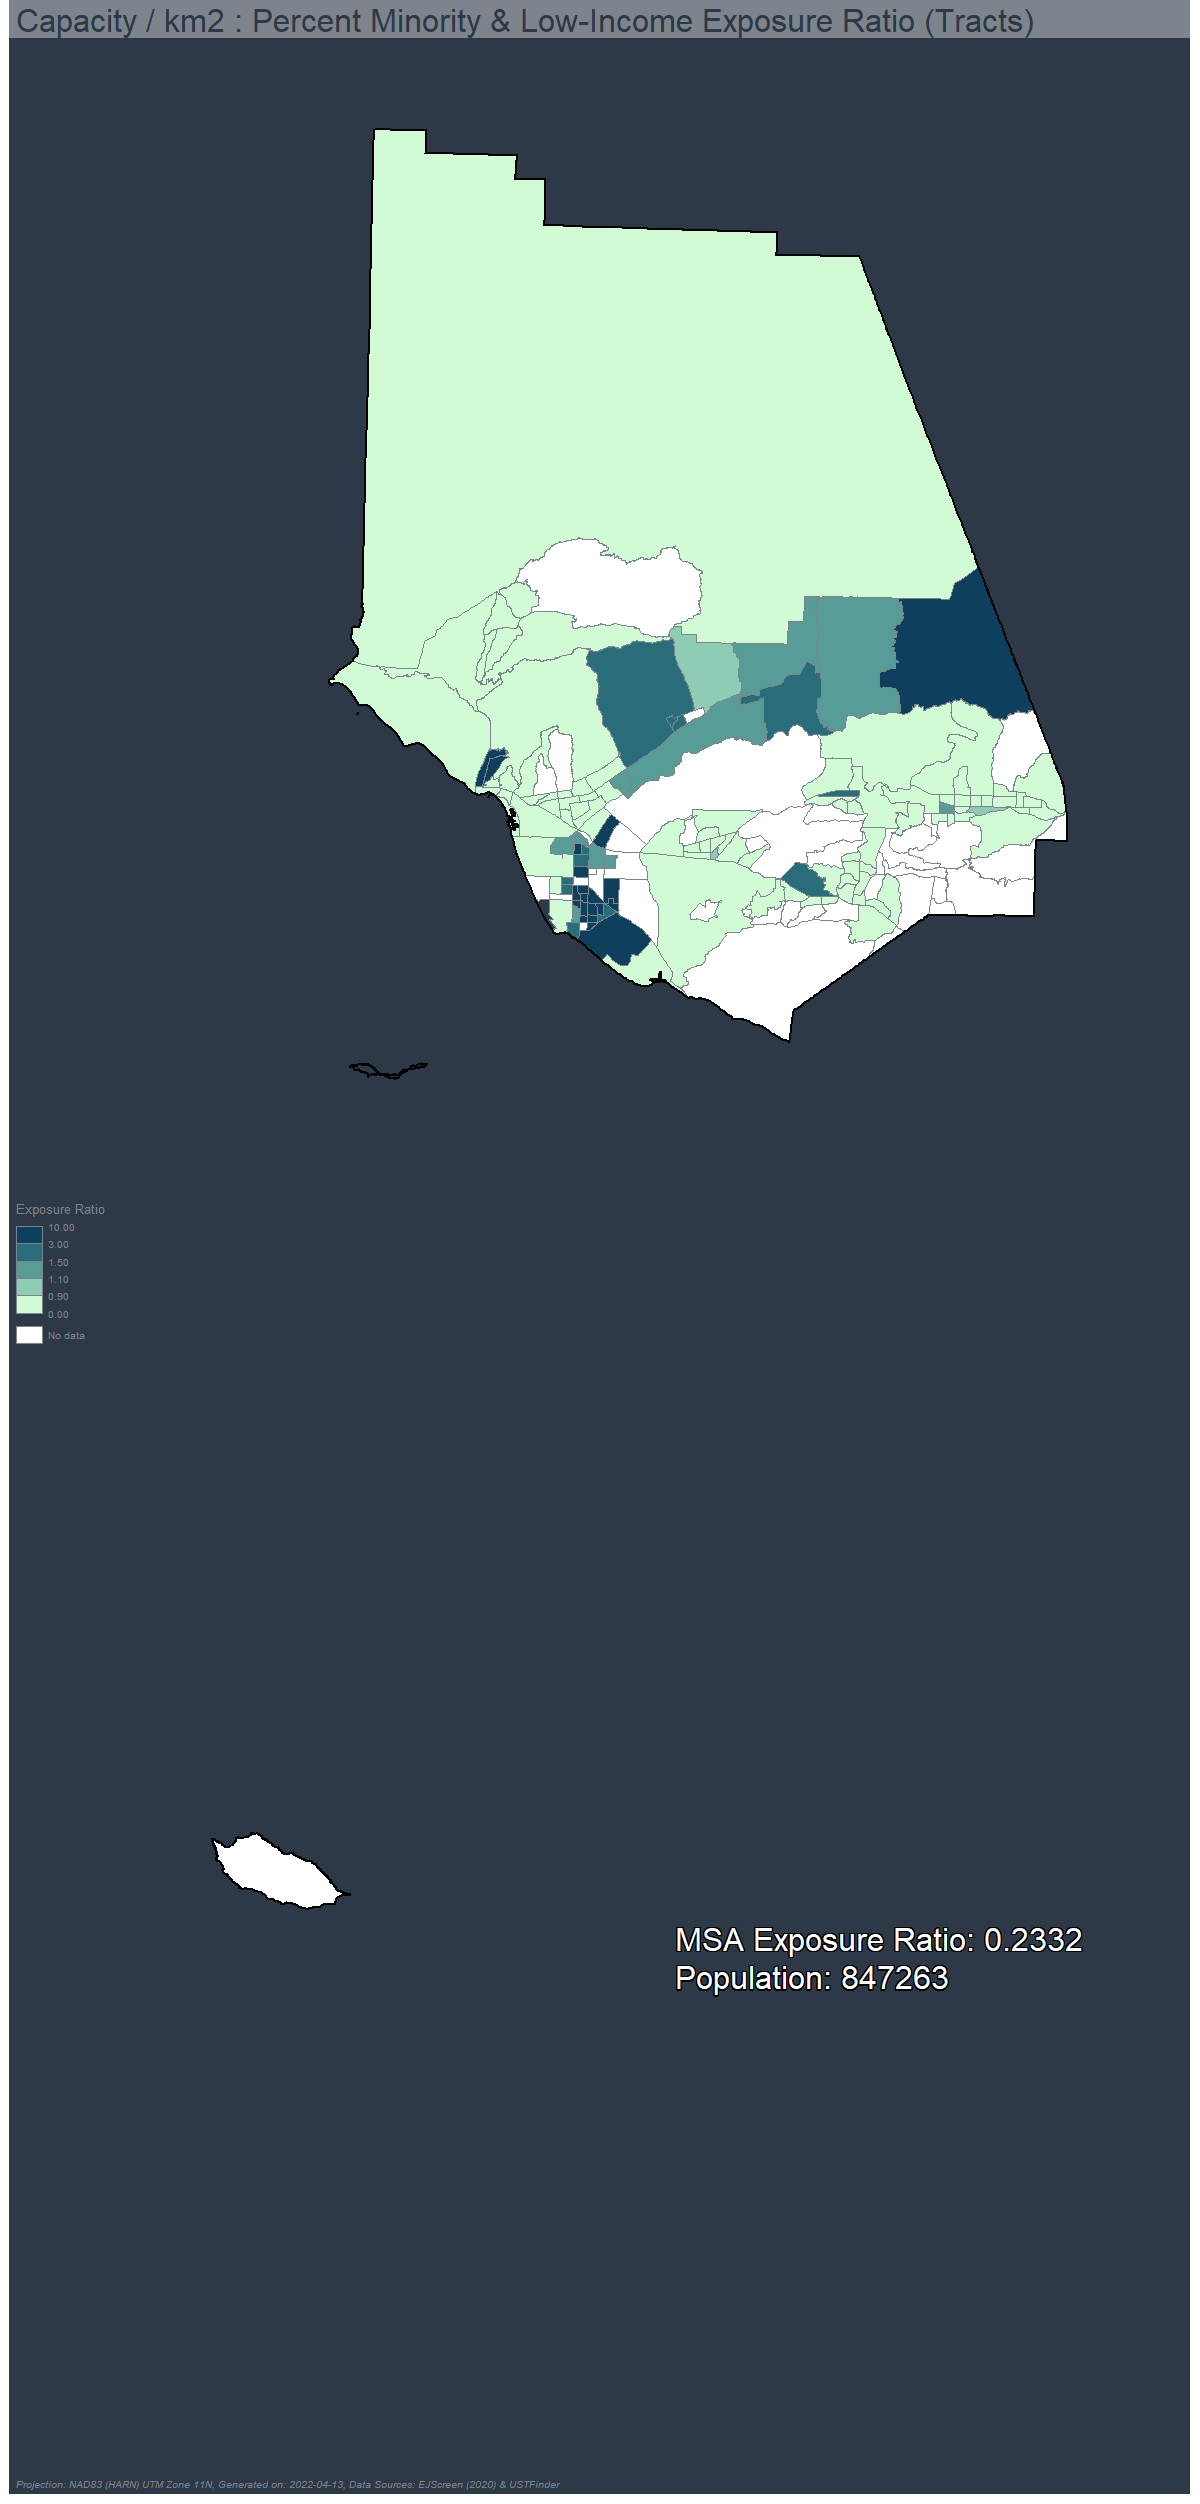 Capacity / km2 : Percent Minority & Low-Income Exposure Ratio (Tracts)
Exposure Ratio
10.00
3.00
1.50
1.10
0.90
0.00
No data
MSA Exposure Ratio: 0.2332
Population: 847263
Projection: NAD83 (HARN) UTM Zone 11N, Generated on: 2022-04-13, Data Sources: EJScreen (2020) & USTFinder